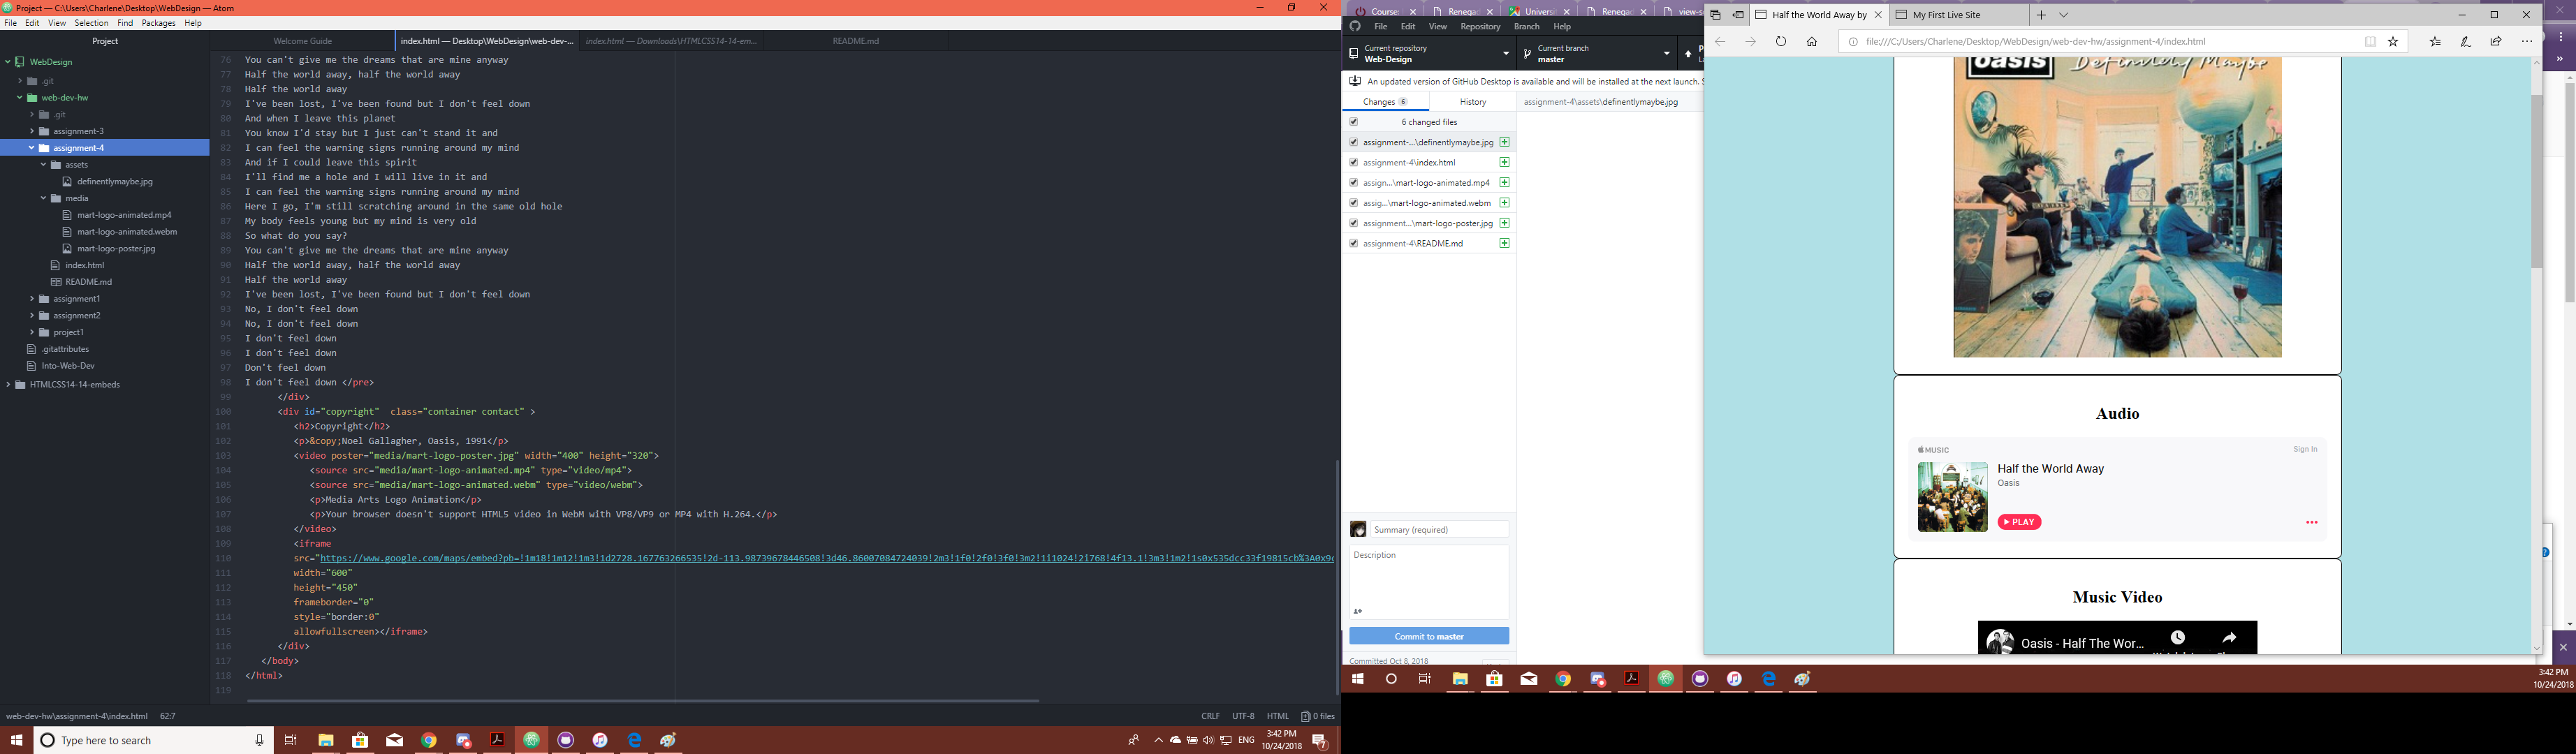 Project — C:\Users\Charlene\Desktop\WebDesign — Atom
File Edit View Selection Find Packages Help
Project
WebDesign
.git
web-dev-hw
.git
assignment-3
assignment-4
assets
definentlymaybe.jpg
media
mart-logo-animated.mp4
mart-logo-animated.webm
mart-logo-poster.jpg
index.html
README.md
assignment1
assignment2
project1
.gitattributes
Into-Web-Dev
HTMLCSS14-14-embeds
Welcome Guide
index.html — Desktop\WebDesign\web-dev-...
index.html — Downloads\HTMLCSS14-14-em...
README.md
76 You can't give me the dreams that are mine anyway
77 Half the world away, half the world away
78 Half the world away
79 I've been lost, I've been found but I don't feel down
80 And when I leave this planet
81 You know I'd stay but I just can't stand it and
82 I can feel the warning signs running around my mind
83 And if I could leave this spirit
84 I'll find me a hole and I will live in it and
85 I can feel the warning signs running around my mind
86 Here I go, I'm still scratching around in the same old hole
87 My body feels young but my mind is very old
88 So what do you say?
89 You can't give me the dreams that are mine anyway
90 Half the world away, half the world away
91 Half the world away
92 I've been lost, I've been found but I don't feel down
93 No, I don't feel down
94 No, I don't feel down
95 I don't feel down
96 I don't feel down
97 Don't feel down
98 I don't feel down </pre>
99 </div>
100 <div id="copyright"  class="container contact" >
101 <h2>Copyright</h2>
102 <p>&copy;Noel Gallagher, Oasis, 1991</p>
103 <video poster="media/mart-logo-poster.jpg" width="400" height="320">
104 <source src="media/mart-logo-animated.mp4" type="video/mp4">
105 <source src="media/mart-logo-animated.webm" type="video/webm">
106 <p>Media Arts Logo Animation</p>
107 <p>Your browser doesn't support HTML5 video in WebM with VP8/VP9 or MP4 with H.264.</p>
108 </video>
109 <iframe
110 src="https://www.google.com/maps/embed?pb=!1m18!1m12!1m3!1d2728.167763266535!2d-113.98739678446508!3d46.86007084724039!2m3!1f0!2f0!3f0!3m2!1i1024!2i768!4f13.1!3m3!1m2!1s0x535dcc33f19815cb%3A0x9
111 width="600"
112 height="450"
113 frameborder="0"
114 style="border:0"
115 allowfullscreen></iframe>
116 </div>
117 </body>
118 </html>
119
web-dev-hw\assignment-4\index.html 62:7
CRLF UTF-8 HTML 0 files
Type here to search
ENG
3:42 PM
10/24/2018
7
Course: Renegad Universit Renegad view-s
File Edit View Repository Branch Help
Current repository
Web-Design
Current branch
master
An updated version of GitHub Desktop is available and will be installed at the next launch.
Changes 6 History
6 changed files
assignment-...\definentlymaybe.jpg
assignment-4\index.html
assign...\mart-logo-animated.mp4
assig...\mart-logo-animated.webm
assignment...\mart-logo-poster.jpg
assignment-4\README.md
assignment-4\assets\definentlymaybe.jpg
Summary (required)
Description
Commit to master
Committed Oct 8, 2018
Half the World Away by
My First Live Site
file:///C:/Users/Charlene/Desktop/WebDesign/web-dev-hw/assignment-4/index.html
oasis Definitely Maybe
Audio
MUSIC
Sign In
Half the World Away
Oasis
PLAY
Music Video
Oasis - Half The Wor...
3:42 PM
10/24/2018